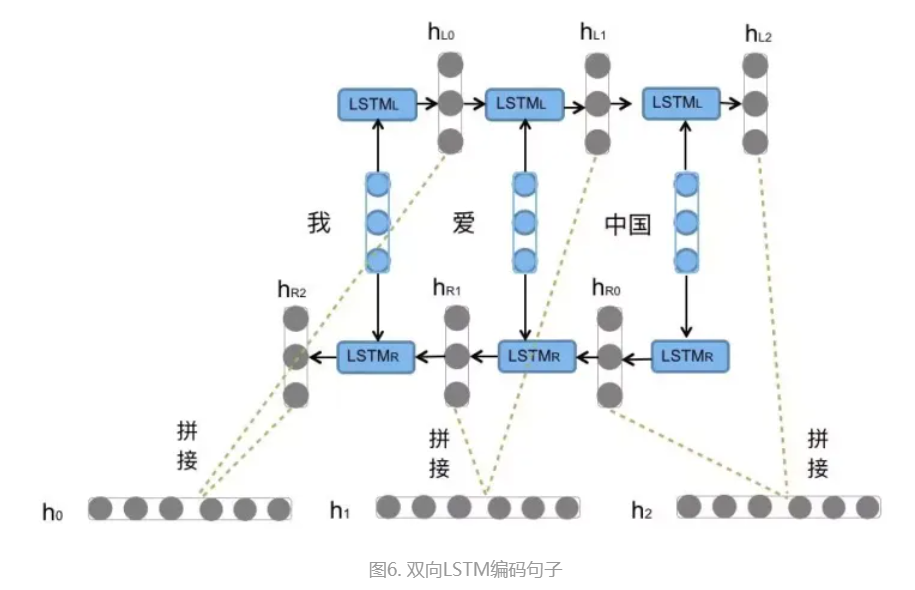 hL0
hL1
hL2
LSTML
LSTML
LSTML
我
爱
中国
hR2
hR1
hR0
LSTMR
LSTMR
LSTMR
拼
接
拼
接
拼
接
h0
h1
h2
图6. 双向LSTM编码句子